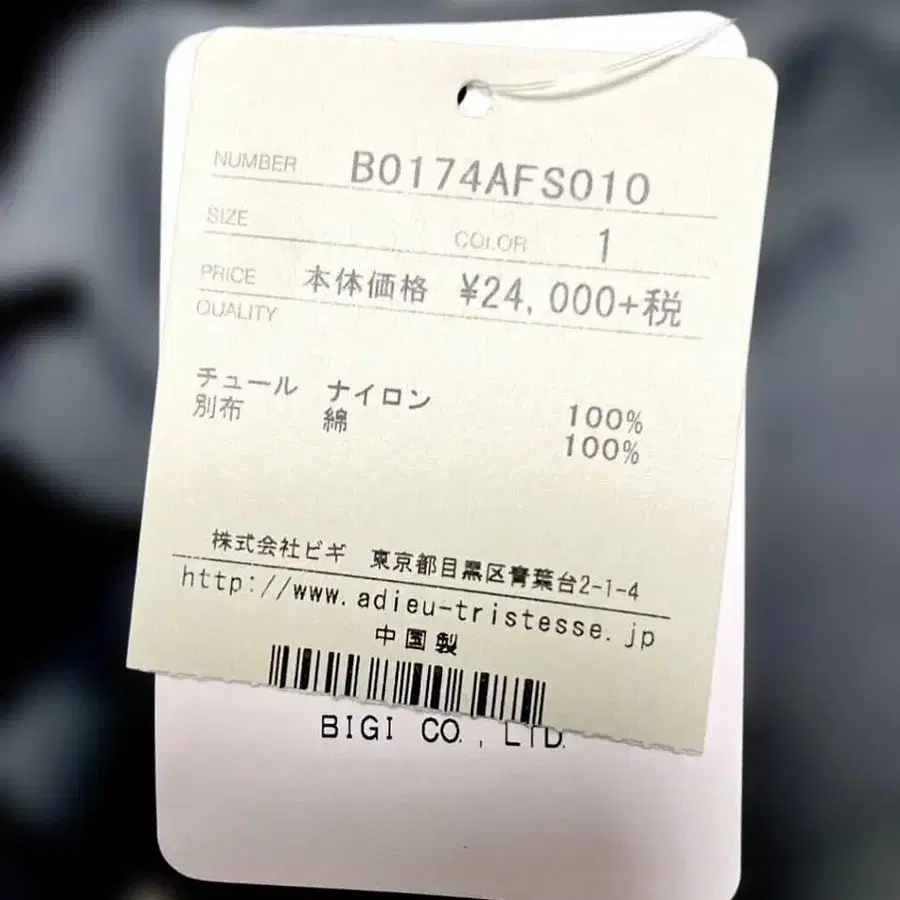 NUMBER B0174AFS010
SIZE
COLOR 1
PRICE 本体価格 ¥24,000+税
QUALITY
チュール ナイロン 100%
別布 綿 100%
株式会社ビギ 東京都目黒区青葉台2-1-4
http://www.adieu-tristesse.jp
中国製
BIGI CO., LTD.